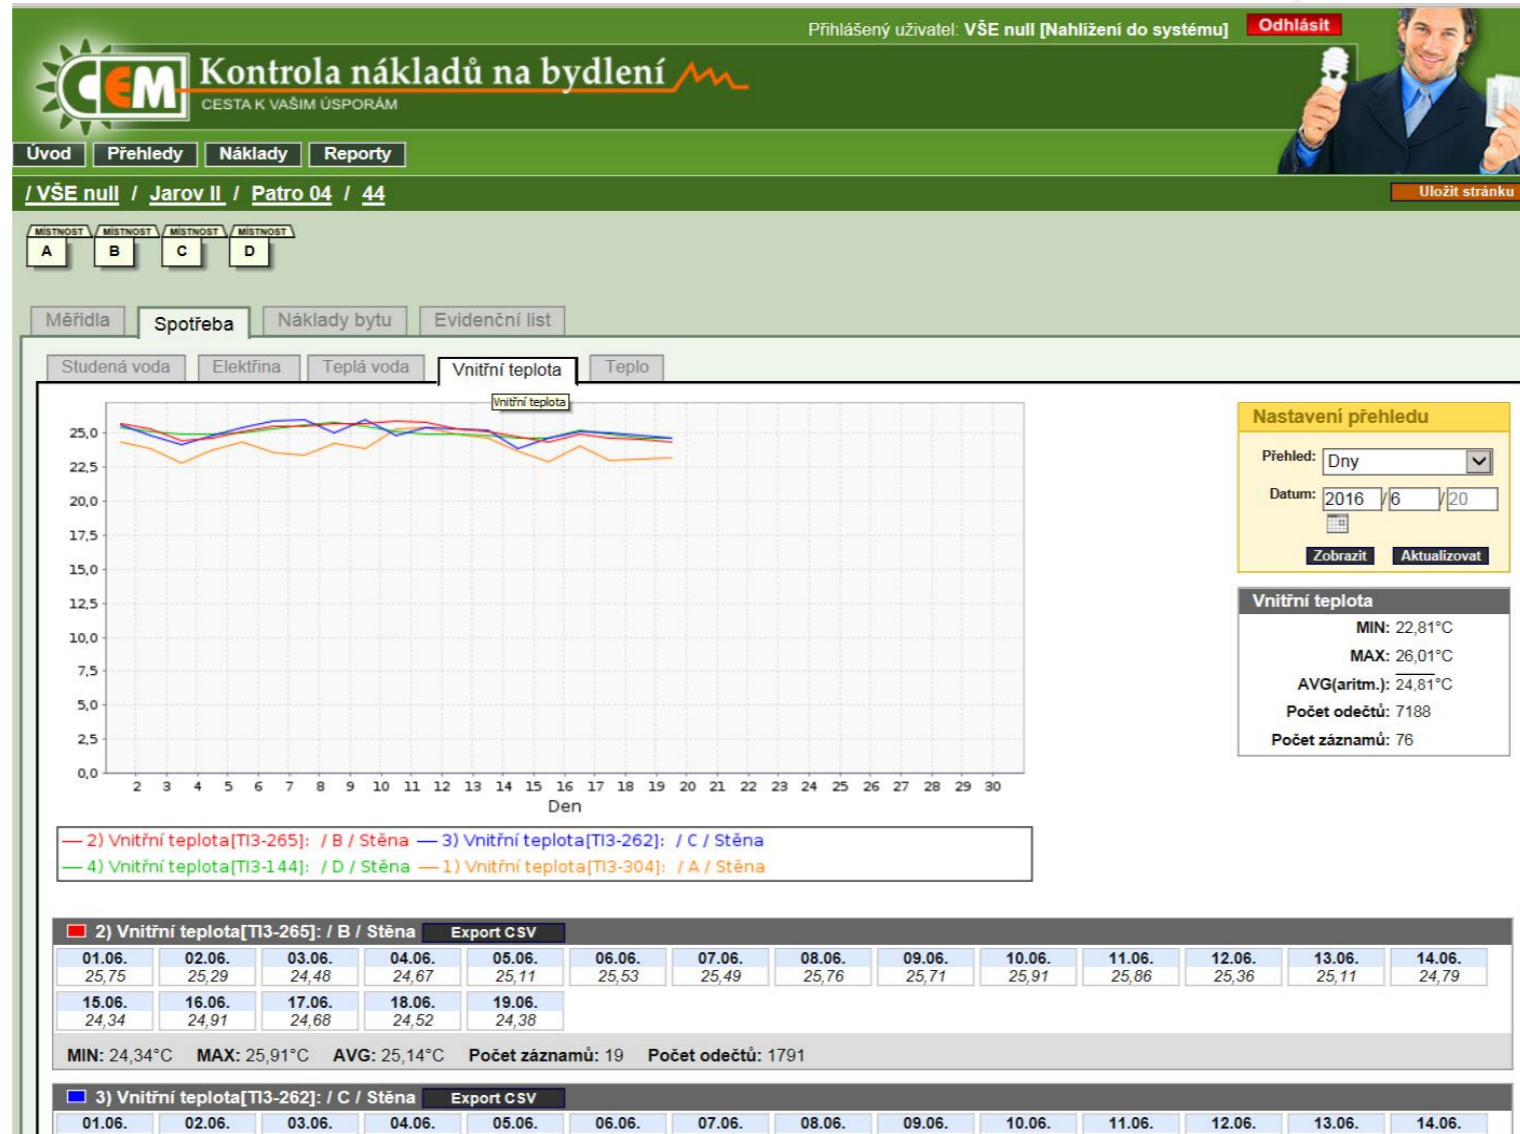 Přihlášený uživatel: VŠE null [Nahlížení do systému] Odhlásit
CEM Kontrola nákladů na bydlení
CESTA K VAŠIM ÚSPORÁM
Úvod Přehledy Náklady Reporty
/ VŠE null / Jarov II / Patro 04 / 44 Uložit stránku
MÍSTNOST MÍSTNOST MÍSTNOST MÍSTNOST
A B C D
Měřidla Spotřeba Náklady bytu Evidenční list
Studená voda Elektřina Teplá voda Vnitřní teplota Teplo
Vnitřní teplota
25,0
22,5
20,0
17,5
15,0
12,5
10,0
7,5
5,0
2,5
0,0
2 3 4 5 6 7 8 9 10 11 12 13 14 15 16 17 18 19 20 21 22 23 24 25 26 27 28 29 30
Den
2) Vnitřní teplota[TI3-265]: / B / Stěna 3) Vnitřní teplota[TI3-262]: / C / Stěna
4) Vnitřní teplota[TI3-144]: / D / Stěna 1) Vnitřní teplota[TI3-304]: / A / Stěna
Nastavení přehledu
Přehled: Dny
Datum: 2016 / 6 / 20
Zobrazit Aktualizovat
Vnitřní teplota
MIN: 22,81°C
MAX: 26,01°C
AVG(aritm.): 24,81°C
Počet odečtů: 7188
Počet záznamů: 76
2) Vnitřní teplota[TI3-265]: / B / Stěna Export CSV
01.06. 02.06. 03.06. 04.06. 05.06. 06.06. 07.06. 08.06. 09.06. 10.06. 11.06. 12.06. 13.06. 14.06.
25,75 25,29 24,48 24,67 25,11 25,53 25,49 25,76 25,71 25,91 25,86 25,36 25,11 24,79
15.06. 16.06. 17.06. 18.06. 19.06.
24,34 24,91 24,68 24,52 24,38
MIN: 24,34°C MAX: 25,91°C AVG: 25,14°C Počet záznamů: 19 Počet odečtů: 1791
3) Vnitřní teplota[TI3-262]: / C / Stěna Export CSV
01.06. 02.06. 03.06. 04.06. 05.06. 06.06. 07.06. 08.06. 09.06. 10.06. 11.06. 12.06. 13.06. 14.06.